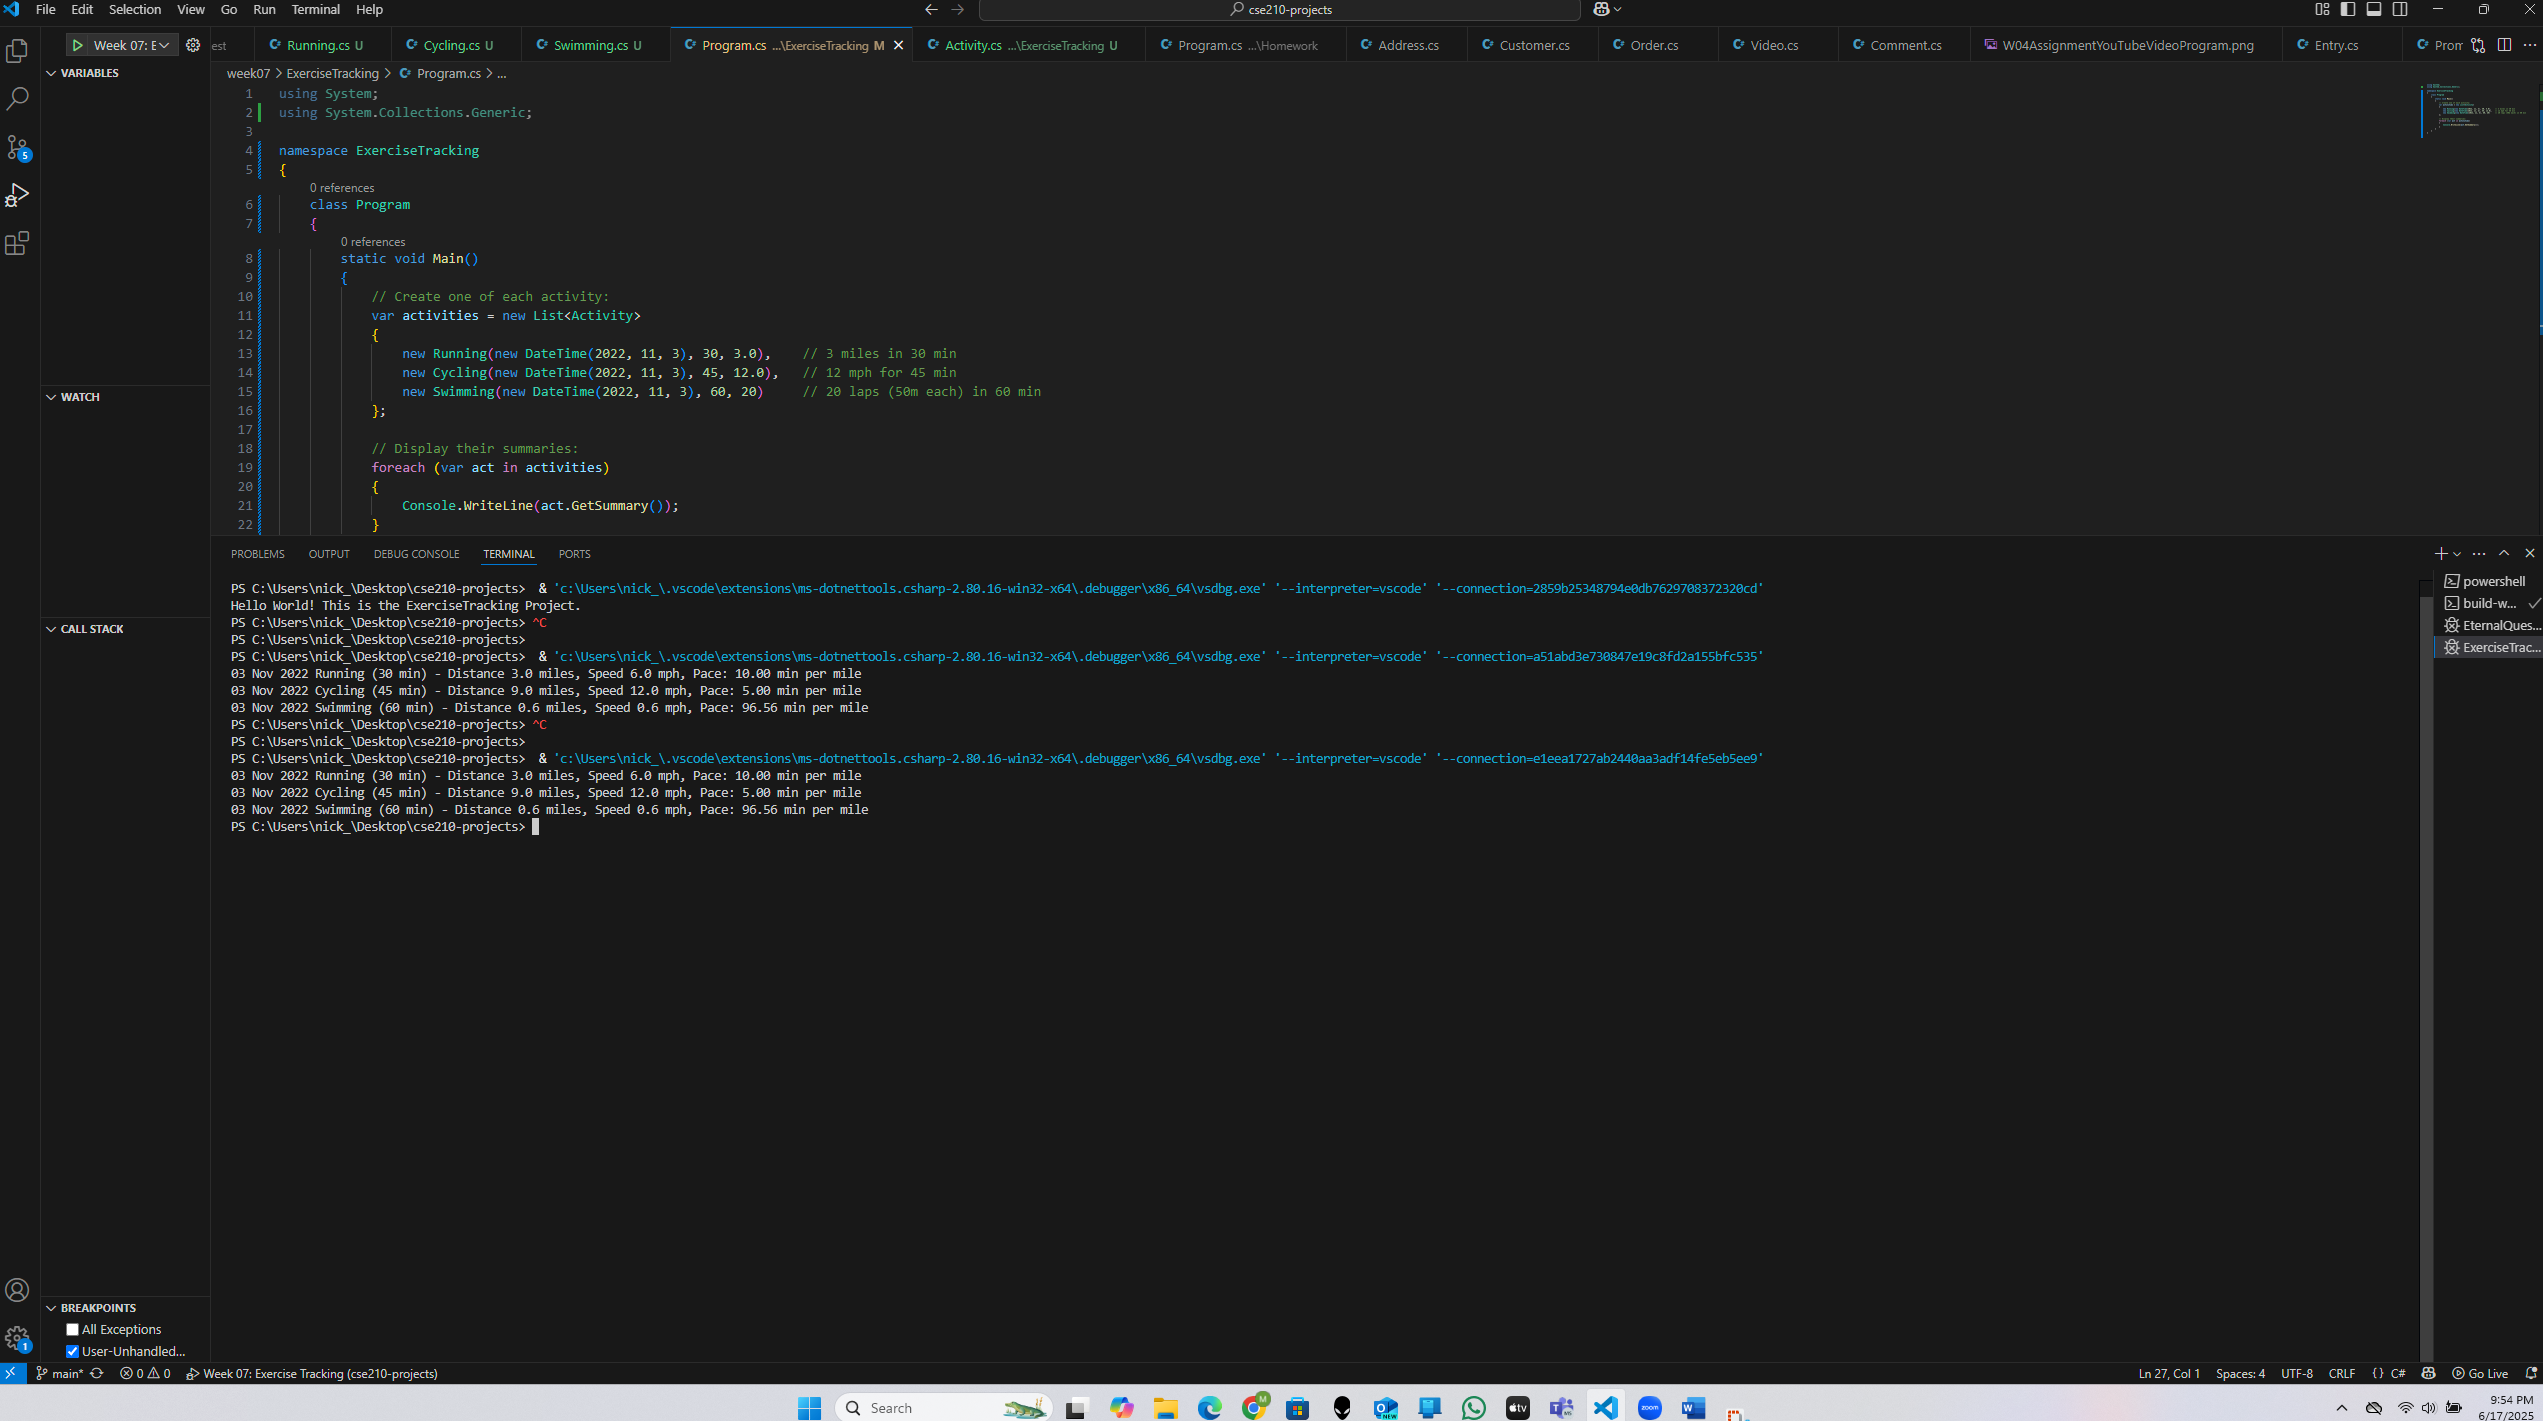 File Edit Selection View Go Run Terminal Help
cse210-projects
Week 07: E
est
Running.cs U
Cycling.cs U
Swimming.cs U
Program.cs ...\ExerciseTracking M
Activity.cs ...\ExerciseTracking U
Program.cs ...\Homework
Address.cs
Customer.cs
Order.cs
Video.cs
Comment.cs
W04AssignmentYouTubeVideoProgram.png
Entry.cs
Prom
VARIABLES
WATCH
CALL STACK
BREAKPOINTS
All Exceptions
User-Unhandled...
5
1
week07 > ExerciseTracking > Program.cs > ...
1 using System;
2 using System.Collections.Generic;
3
4 namespace ExerciseTracking
5 {
0 references
6 class Program
7 {
0 references
8 static void Main()
9 {
10 // Create one of each activity:
11 var activities = new List<Activity>
12 {
13 new Running(new DateTime(2022, 11, 3), 30, 3.0), // 3 miles in 30 min
14 new Cycling(new DateTime(2022, 11, 3), 45, 12.0), // 12 mph for 45 min
15 new Swimming(new DateTime(2022, 11, 3), 60, 20) // 20 laps (50m each) in 60 min
16 };
17
18 // Display their summaries:
19 foreach (var act in activities)
20 {
21 Console.WriteLine(act.GetSummary());
22 }
PROBLEMS OUTPUT DEBUG CONSOLE TERMINAL PORTS
PS C:\Users\nick_\Desktop\cse210-projects> & 'c:\Users\nick_\.vscode\extensions\ms-dotnettools.csharp-2.80.16-win32-x64\.debugger\x86_64\vsdbg.exe' '--interpreter=vscode' '--connection=2859b25348794e0db7629708372320cd'
Hello World! This is the ExerciseTracking Project.
PS C:\Users\nick_\Desktop\cse210-projects> ^C
PS C:\Users\nick_\Desktop\cse210-projects>
PS C:\Users\nick_\Desktop\cse210-projects> & 'c:\Users\nick_\.vscode\extensions\ms-dotnettools.csharp-2.80.16-win32-x64\.debugger\x86_64\vsdbg.exe' '--interpreter=vscode' '--connection=a51abd3e730847e19c8fd2a155bfc535'
03 Nov 2022 Running (30 min) - Distance 3.0 miles, Speed 6.0 mph, Pace: 10.00 min per mile
03 Nov 2022 Cycling (45 min) - Distance 9.0 miles, Speed 12.0 mph, Pace: 5.00 min per mile
03 Nov 2022 Swimming (60 min) - Distance 0.6 miles, Speed 0.6 mph, Pace: 96.56 min per mile
PS C:\Users\nick_\Desktop\cse210-projects> ^C
PS C:\Users\nick_\Desktop\cse210-projects>
PS C:\Users\nick_\Desktop\cse210-projects> & 'c:\Users\nick_\.vscode\extensions\ms-dotnettools.csharp-2.80.16-win32-x64\.debugger\x86_64\vsdbg.exe' '--interpreter=vscode' '--connection=e1eea1727ab2440aa3adf14fe5eb5ee9'
03 Nov 2022 Running (30 min) - Distance 3.0 miles, Speed 6.0 mph, Pace: 10.00 min per mile
03 Nov 2022 Cycling (45 min) - Distance 9.0 miles, Speed 12.0 mph, Pace: 5.00 min per mile
03 Nov 2022 Swimming (60 min) - Distance 0.6 miles, Speed 0.6 mph, Pace: 96.56 min per mile
PS C:\Users\nick_\Desktop\cse210-projects>
powershell
build-w...
EternalQues...
ExerciseTrac...
main* 0 0 Week 07: Exercise Tracking (cse210-projects)
Ln 27, Col 1 Spaces: 4 UTF-8 CRLF {} C# Go Live
Search
M
NEW
tv
zoom
W
9:54 PM
6/17/2025